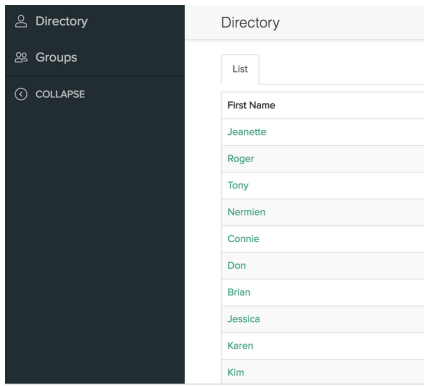 Directory
Groups
COLLAPSE
Directory
List
First Name
Jeanette
Roger
Tony
Nermien
Connie
Don
Brian
Jessica
Karen
Kim